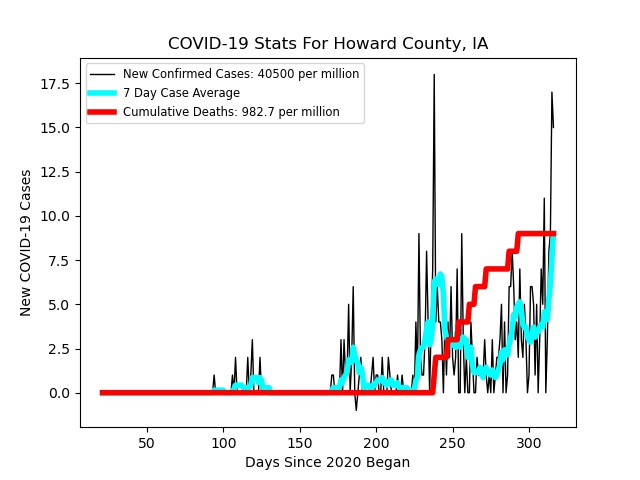 COVID-19 Stats For Howard County, IA
New Confirmed Cases: 40500 per million
7 Day Case Average
Cumulative Deaths: 982.7 per million
New COVID-19 Cases
17.5
15.0
12.5
10.0
7.5
5.0
2.5
0.0
50 100 150 200 250 300
Days Since 2020 Began